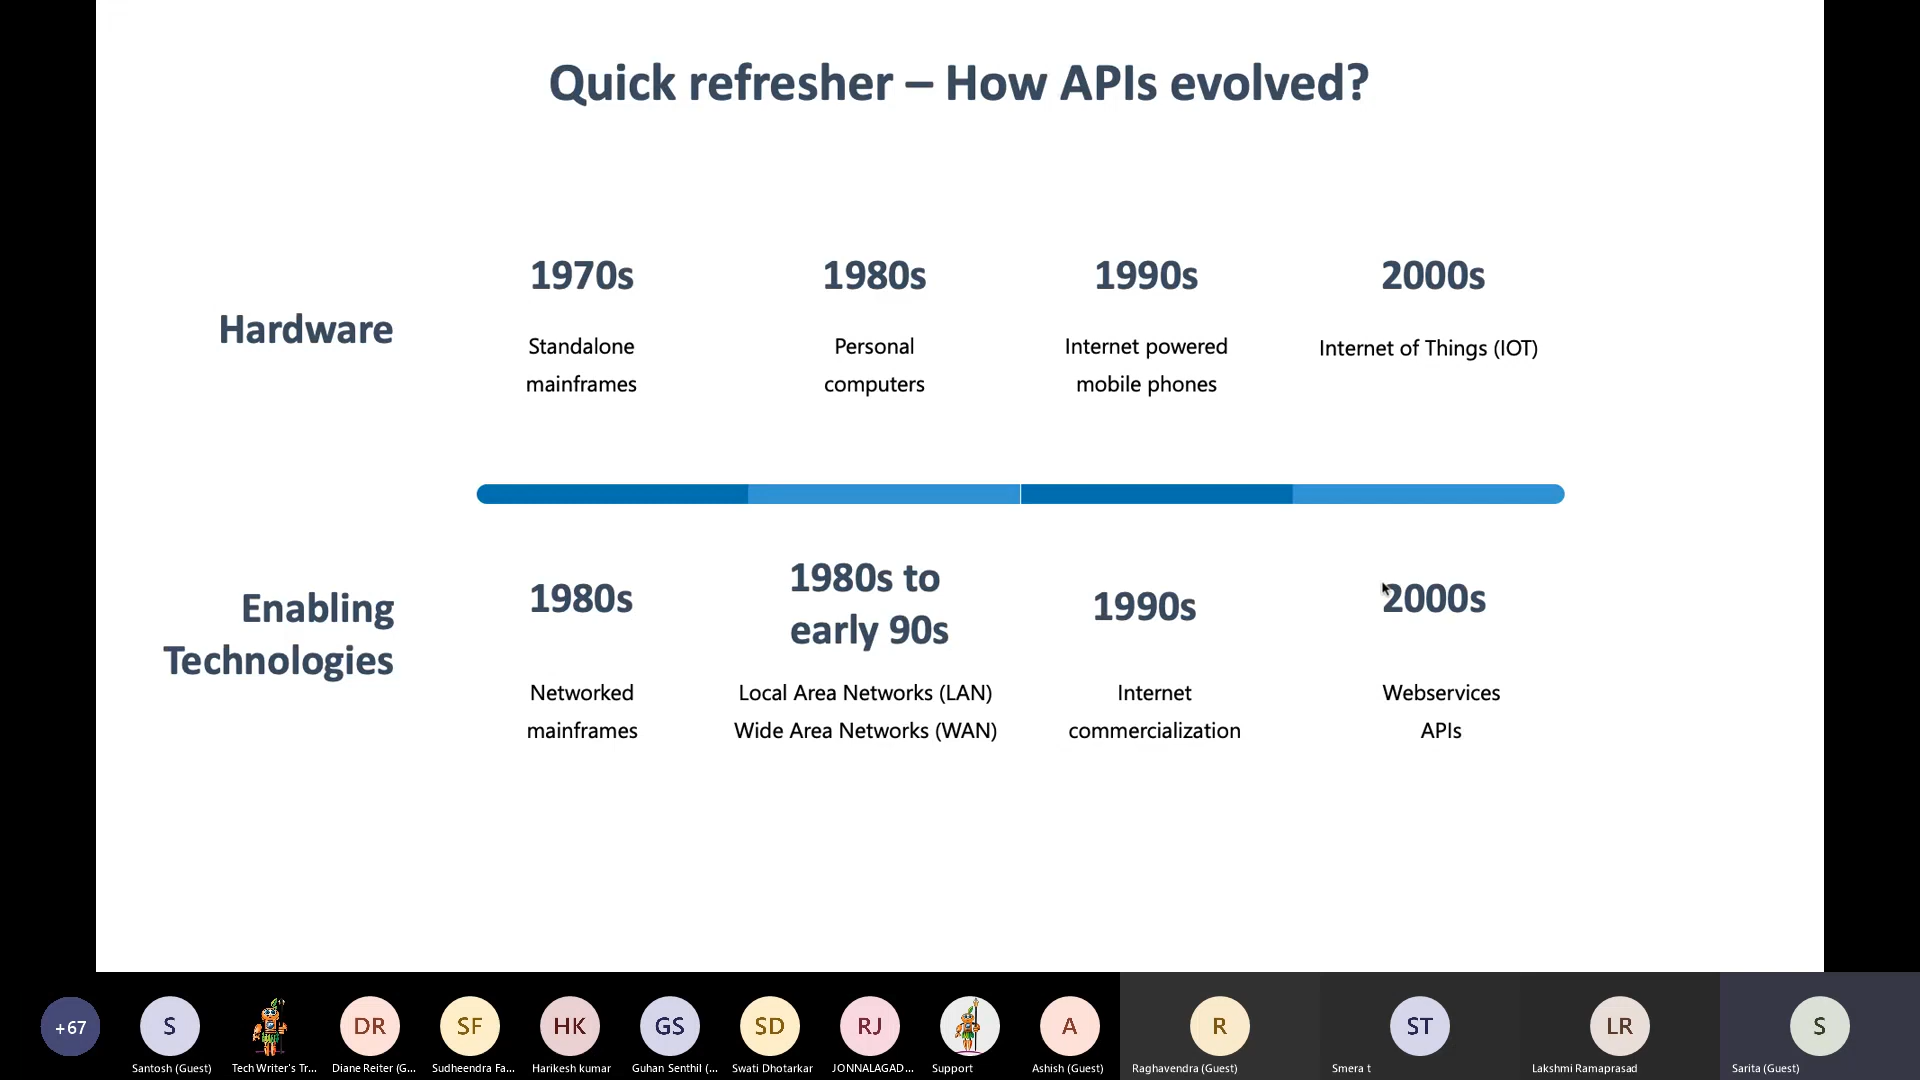 Quick refresher – How APIs evolved?
Hardware
1970s
Standalone
mainframes
1980s
Personal
computers
1990s
Internet powered
mobile phones
2000s
Internet of Things (IOT)
Enabling
Technologies
1980s
Networked
mainframes
1980s to
early 90s
Local Area Networks (LAN)
Wide Area Networks (WAN)
1990s
Internet
commercialization
2000s
Webservices
APIs
+67
S
DR
SF
HK
GS
SD
RJ
A
R
ST
LR
S
Santosh (Guest)
Tech Writer's Tr...
Diane Reiter (G...
Sudheendra Fa...
Harikesh kumar
Guhan Senthil (...
Swati Dhotarkar
JONNALAGAD...
Support
Ashish (Guest)
Raghavendra (Guest)
Smera t
Lakshmi Ramaprasad
Sarita (Guest)